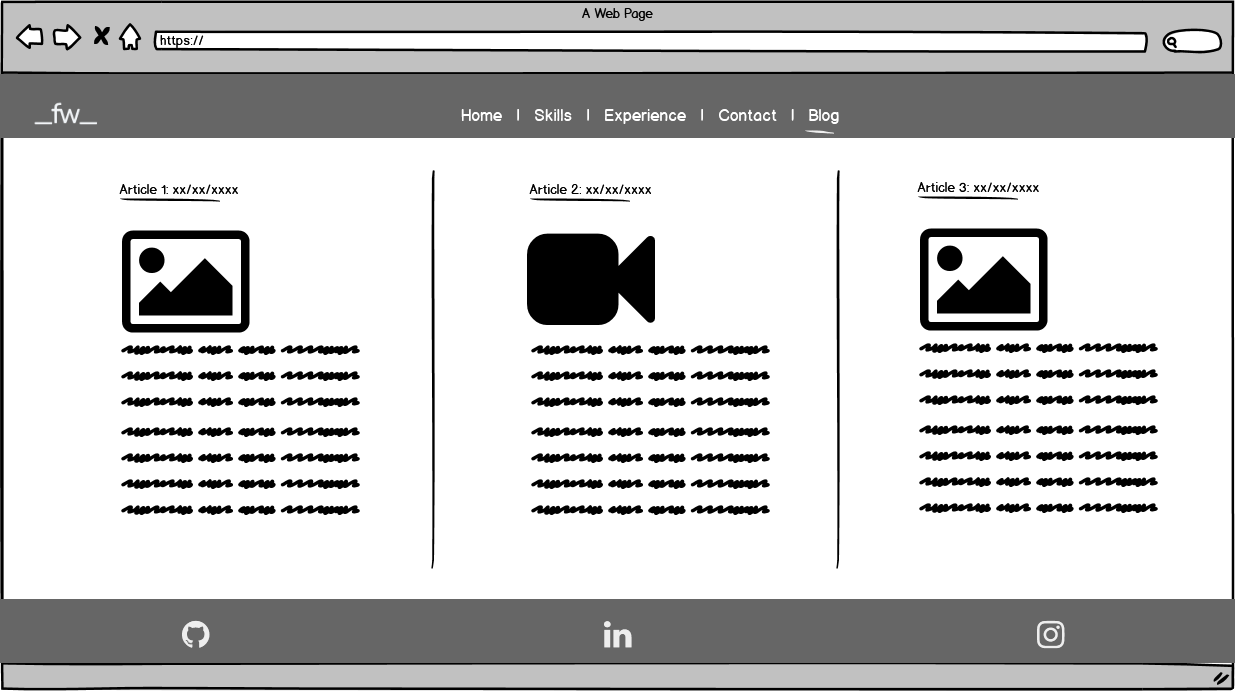 A Web Page
https://
_fw_
Home | Skills | Experience | Contact | Blog
Article 1: xx/xx/xxxx
Article 2: xx/xx/xxxx
Article 3: xx/xx/xxxx
in